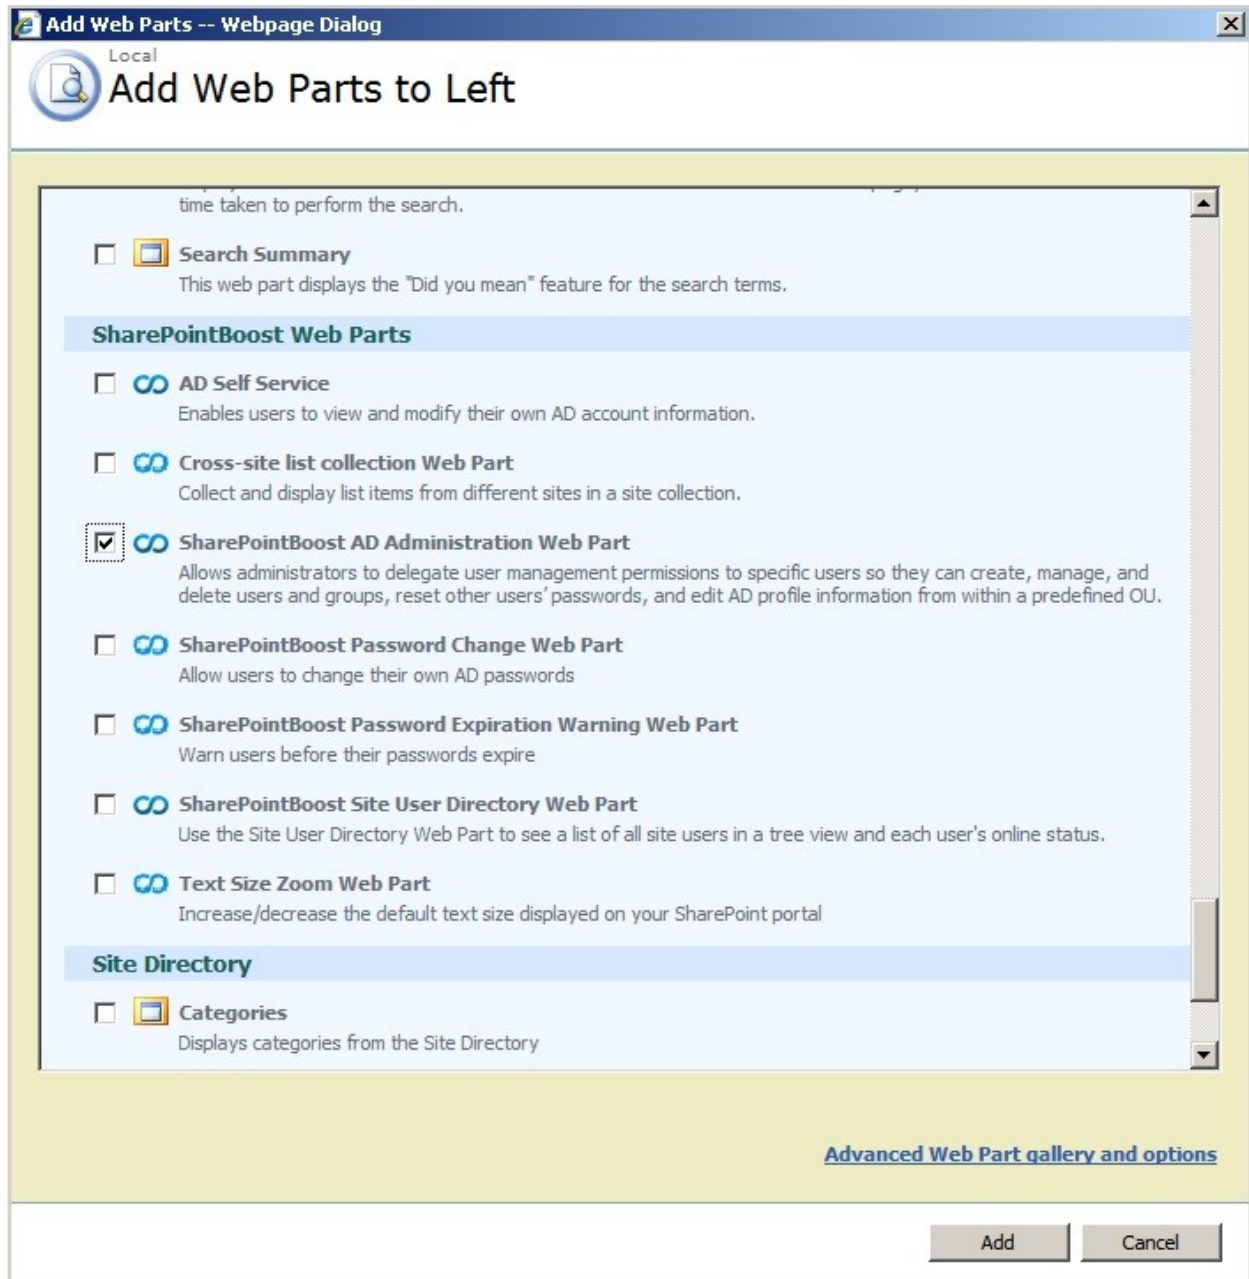 Add Web Parts -- Webpage Dialog
Local
Add Web Parts to Left
time taken to perform the search.
Search Summary
This web part displays the "Did you mean" feature for the search terms.
SharePointBoost Web Parts
AD Self Service
Enables users to view and modify their own AD account information.
Cross-site list collection Web Part
Collect and display list items from different sites in a site collection.
SharePointBoost AD Administration Web Part
Allows administrators to delegate user management permissions to specific users so they can create, manage, and
delete users and groups, reset other users' passwords, and edit AD profile information from within a predefined OU.
SharePointBoost Password Change Web Part
Allow users to change their own AD passwords
SharePointBoost Password Expiration Warning Web Part
Warn users before their passwords expire
SharePointBoost Site User Directory Web Part
Use the Site User Directory Web Part to see a list of all site users in a tree view and each user's online status.
Text Size Zoom Web Part
Increase/decrease the default text size displayed on your SharePoint portal
Site Directory
Categories
Displays categories from the Site Directory
Advanced Web Part gallery and options
Add
Cancel